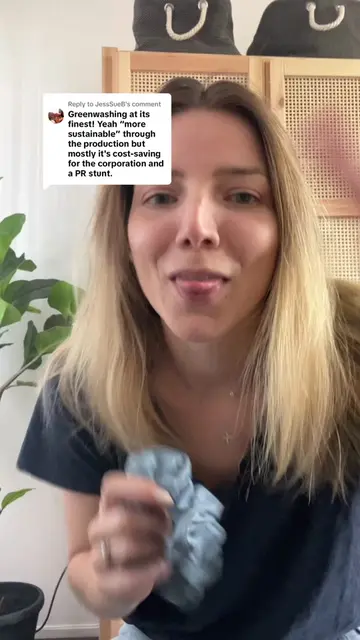 Reply to JessSueB's comment
Greenwashing at its
finest! Yeah “more
sustainable” through
the production but
mostly it's cost-saving
for the corporation and
a PR stunt.